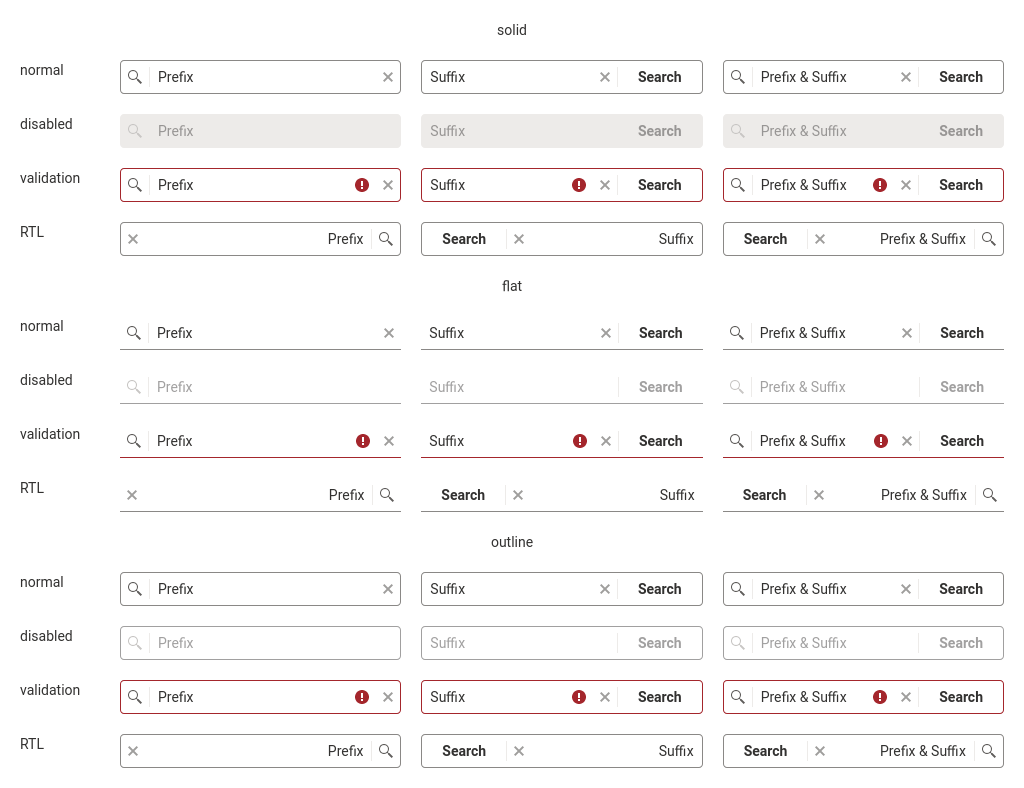 solid
normal Prefix Suffix Search Prefix & Suffix Search
disabled Prefix Suffix Search Prefix & Suffix Search
validation Prefix Suffix Search Prefix & Suffix Search
RTL Prefix Search Suffix Search Prefix & Suffix
flat
normal Prefix Suffix Search Prefix & Suffix Search
disabled Prefix Suffix Search Prefix & Suffix Search
validation Prefix Suffix Search Prefix & Suffix Search
RTL Prefix Search Suffix Search Prefix & Suffix
outline
normal Prefix Suffix Search Prefix & Suffix Search
disabled Prefix Suffix Search Prefix & Suffix Search
validation Prefix Suffix Search Prefix & Suffix Search
RTL Prefix Search Suffix Search Prefix & Suffix